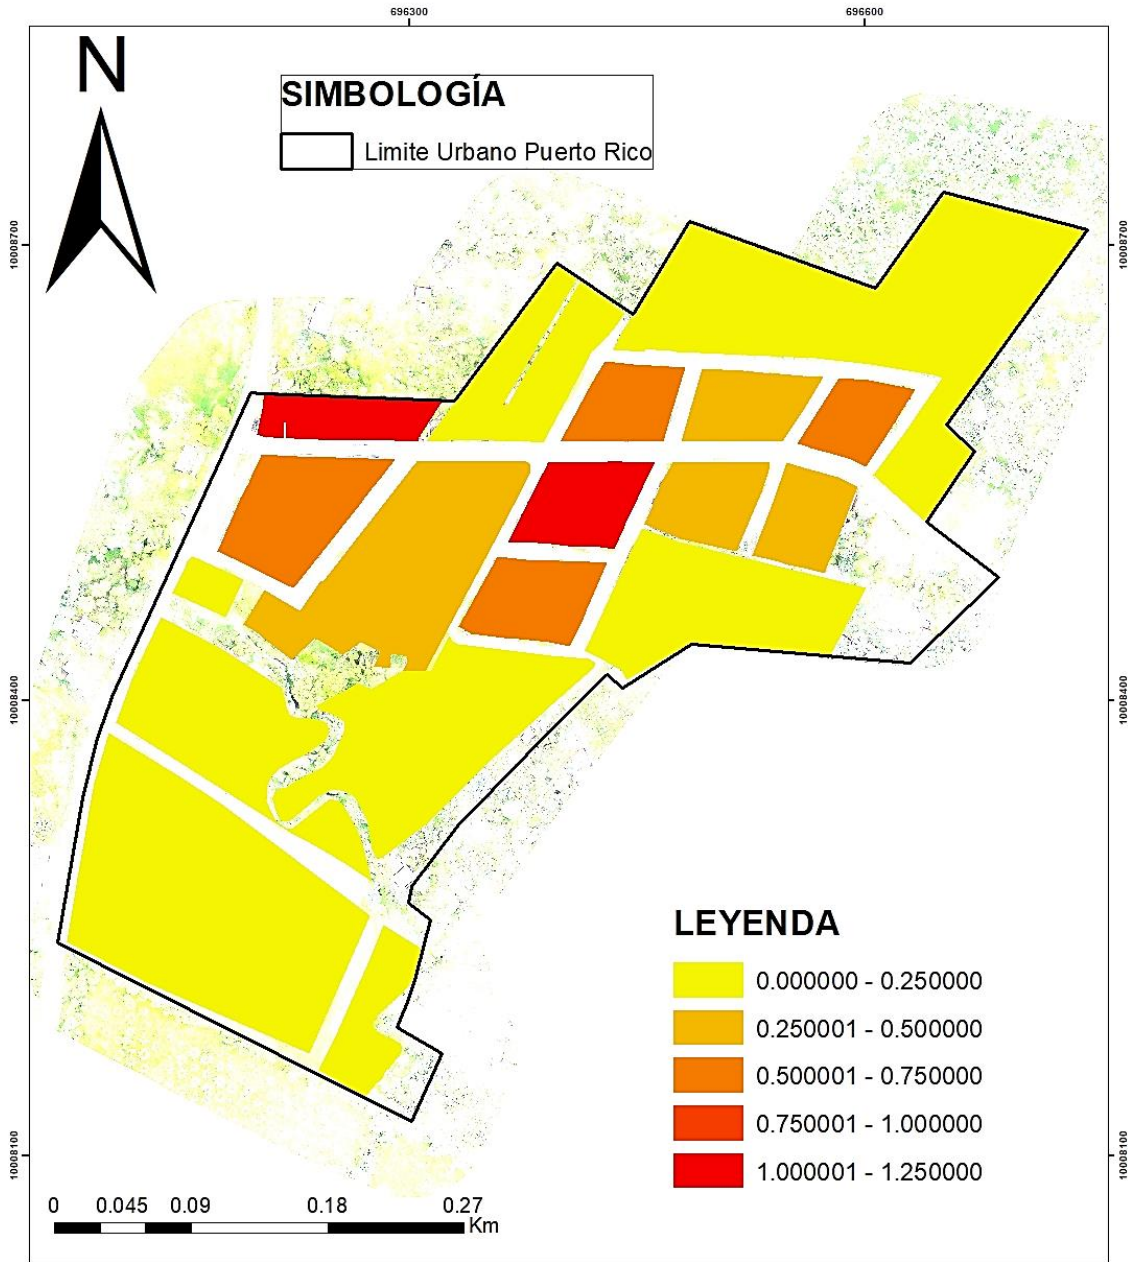 696300
696600
N
SIMBOLOGÍA
Limite Urbano Puerto Rico
10008700
10008700
10008400
10008400
LEYENDA
0.000000 - 0.250000
0.250001 - 0.500000
0.500001 - 0.750000
0.750001 - 1.000000
1.000001 - 1.250000
10008100
10008100
0 0.045 0.09 0.18 0.27
Km